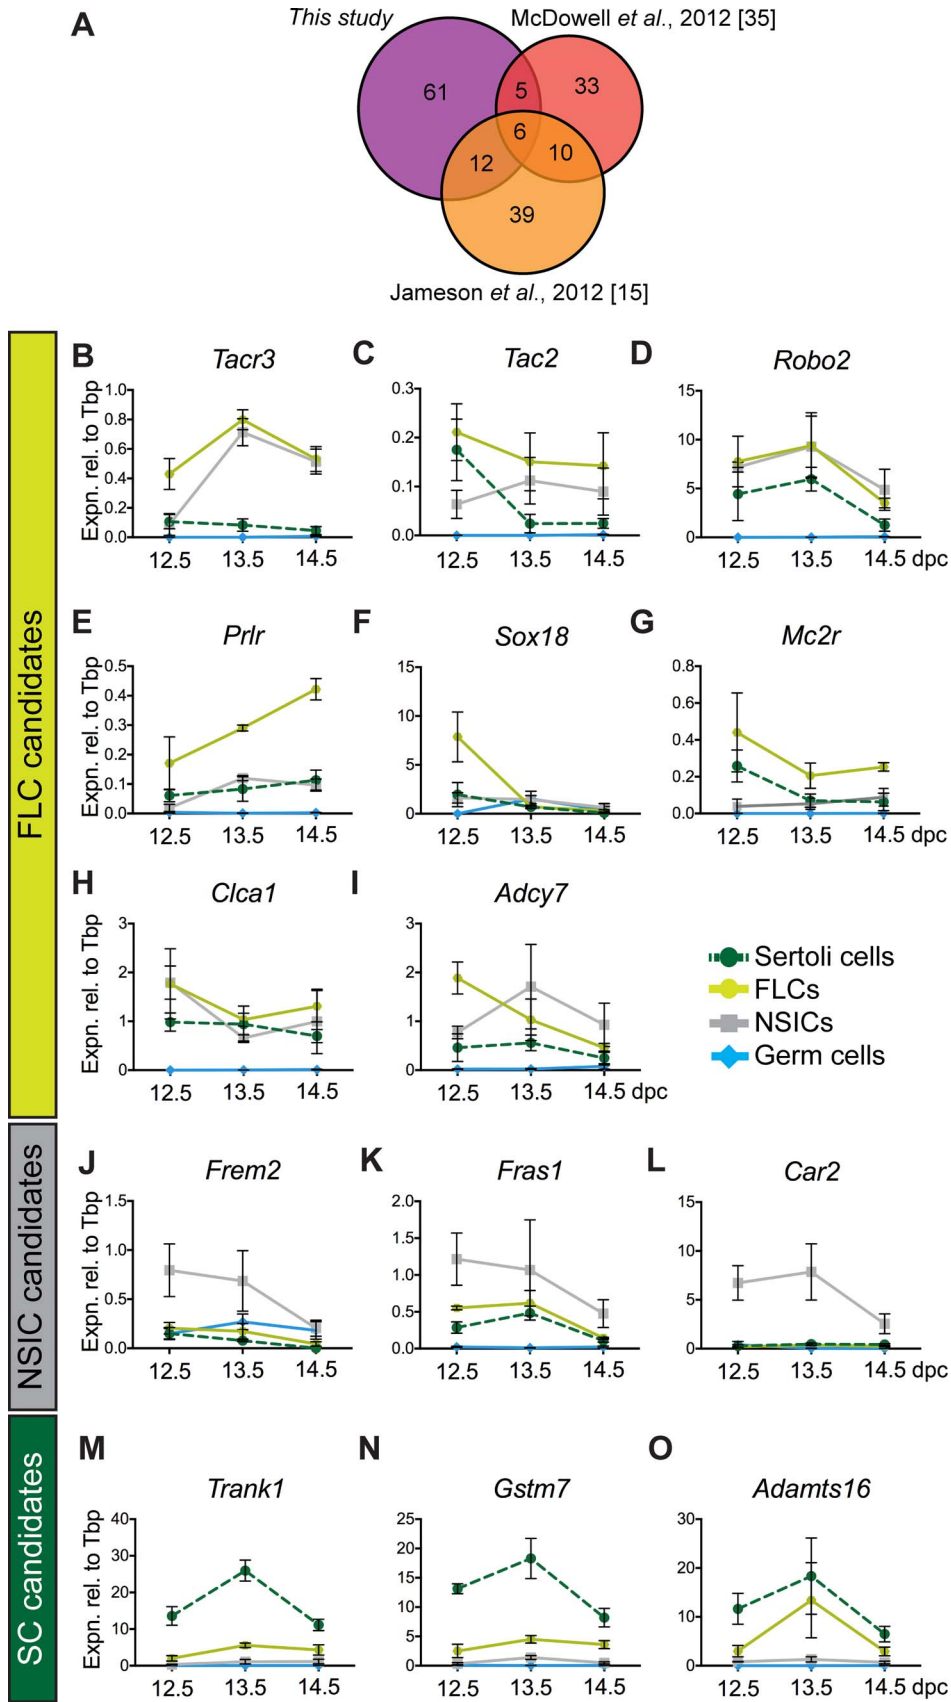 A
This study
McDowell et al., 2012 [35]
61
5
33
6
12
10
39
Jameson et al., 2012 [15]
FLC candidates
B
Tacr3
Expn. rel. to Tbp
1.0
0.8
0.6
0.4
0.2
0.0
12.5 13.5 14.5
C
Tac2
0.3
0.2
0.1
0.0
12.5 13.5 14.5
D
Robo2
15
10
5
0
12.5 13.5 14.5 dpc
E
Prlr
Expn. rel. to Tbp
0.5
0.4
0.3
0.2
0.1
0.0
12.5 13.5 14.5
F
Sox18
15
10
5
0
12.5 13.5 14.5
G
Mc2r
0.8
0.6
0.4
0.2
0.0
12.5 13.5 14.5 dpc
H
Clca1
Expn. rel. to Tbp
3
2
1
0
12.5 13.5 14.5
I
Adcy7
3
2
1
0
12.5 13.5 14.5 dpc
Sertoli cells
FLCs
NSICs
Germ cells
NSIC candidates
J
Frem2
Expn. rel. to Tbp
1.5
1.0
0.5
0.0
12.5 13.5 14.5
K
Fras1
2.0
1.5
1.0
0.5
0.0
12.5 13.5 14.5
L
Car2
15
10
5
0
12.5 13.5 14.5 dpc
SC candidates
M
Trank1
Expn. rel. to Tbp
40
30
20
10
0
12.5 13.5 14.5
N
Gstm7
25
20
15
10
5
0
12.5 13.5 14.5
O
Adamts16
30
20
10
0
12.5 13.5 14.5 dpc